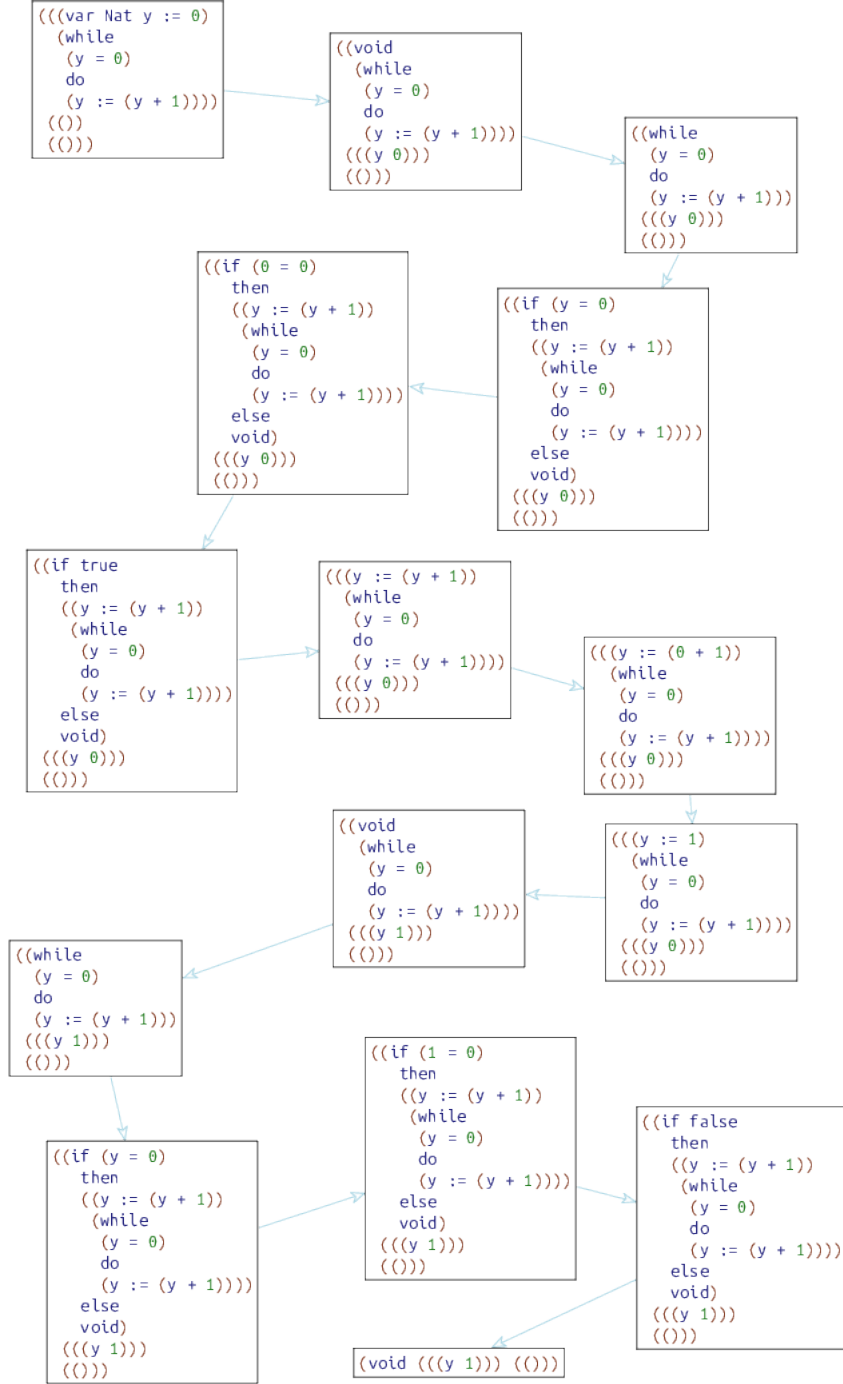 (((var Nat y := 0)
(while
(y = 0)
do
(y := (y + 1))))
(())
(()))
((void
(while
(y = 0)
do
(y := (y + 1))))
(((y 0)))
(()))
((while
(y = 0)
do
(y := (y + 1)))
(((y 0)))
(()))
((if (y = 0)
then
((y := (y + 1))
(while
(y = 0)
do
(y := (y + 1))))
else
void)
(((y 0)))
(()))
((if (0 = 0)
then
((y := (y + 1))
(while
(y = 0)
do
(y := (y + 1))))
else
void)
(((y 0)))
(()))
((if true
then
((y := (y + 1))
(while
(y = 0)
do
(y := (y + 1))))
else
void)
(((y 0)))
(()))
(((y := (y + 1))
(while
(y = 0)
do
(y := (y + 1))))
(((y 0)))
(()))
(((y := (0 + 1))
(while
(y = 0)
do
(y := (y + 1))))
(((y 0)))
(()))
(((y := 1)
(while
(y = 0)
do
(y := (y + 1))))
(((y 0)))
(()))
((void
(while
(y = 0)
do
(y := (y + 1))))
(((y 1)))
(()))
((while
(y = 0)
do
(y := (y + 1)))
(((y 1)))
(()))
((if (y = 0)
then
((y := (y + 1))
(while
(y = 0)
do
(y := (y + 1))))
else
void)
(((y 1)))
(()))
((if (1 = 0)
then
((y := (y + 1))
(while
(y = 0)
do
(y := (y + 1))))
else
void)
(((y 1)))
(()))
((if false
then
((y := (y + 1))
(while
(y = 0)
do
(y := (y + 1))))
else
void)
(((y 1)))
(()))
(void (((y 1))) (()))